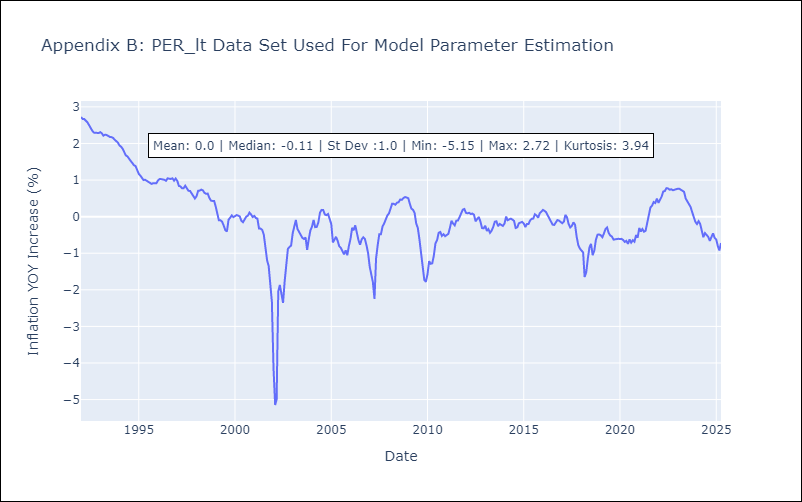 Appendix B: PER_lt Data Set Used For Model Parameter Estimation
3
Mean: 0.0 | Median: -0.11 | St Dev :1.0 | Min: -5.15 | Max: 2.72 | Kurtosis: 3.94
2
1
0
−1
−2
−3
−4
−5
Inflation YOY Increase (%)
1995 2000 2005 2010 2015 2020 2025
Date